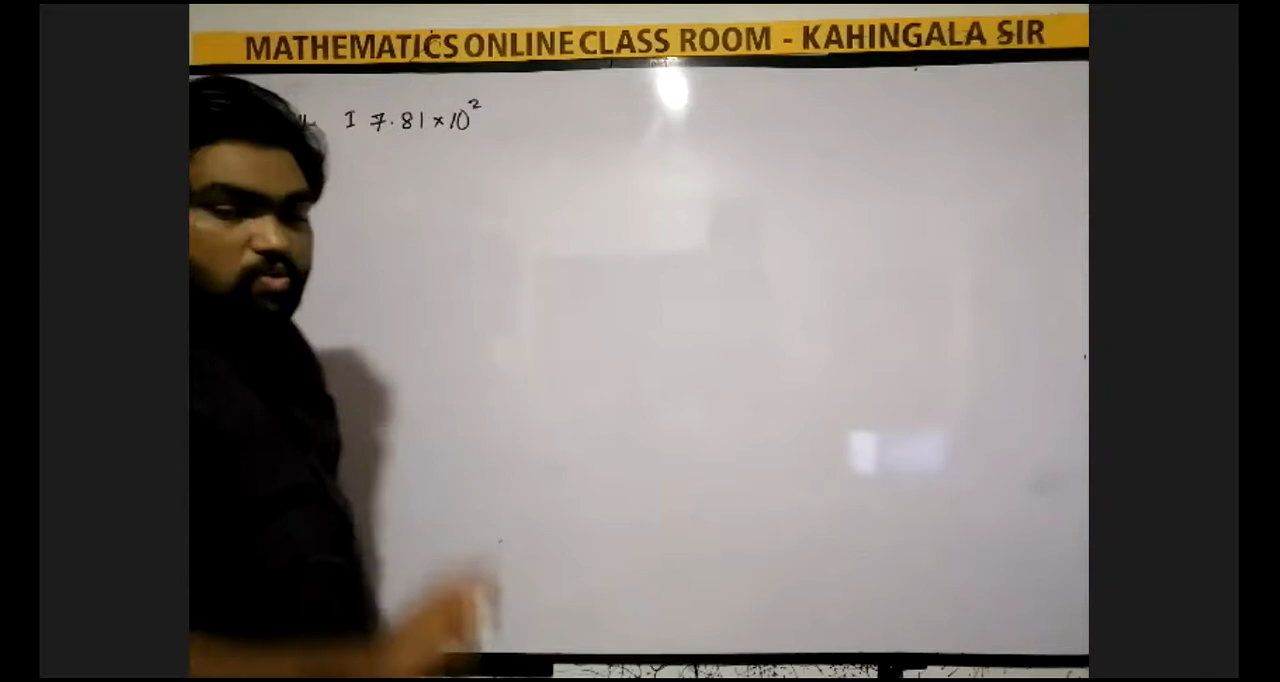 MATHEMATICS ONLINE CLASS ROOM - KAHINGALA SIR
I 7.81 × 10²